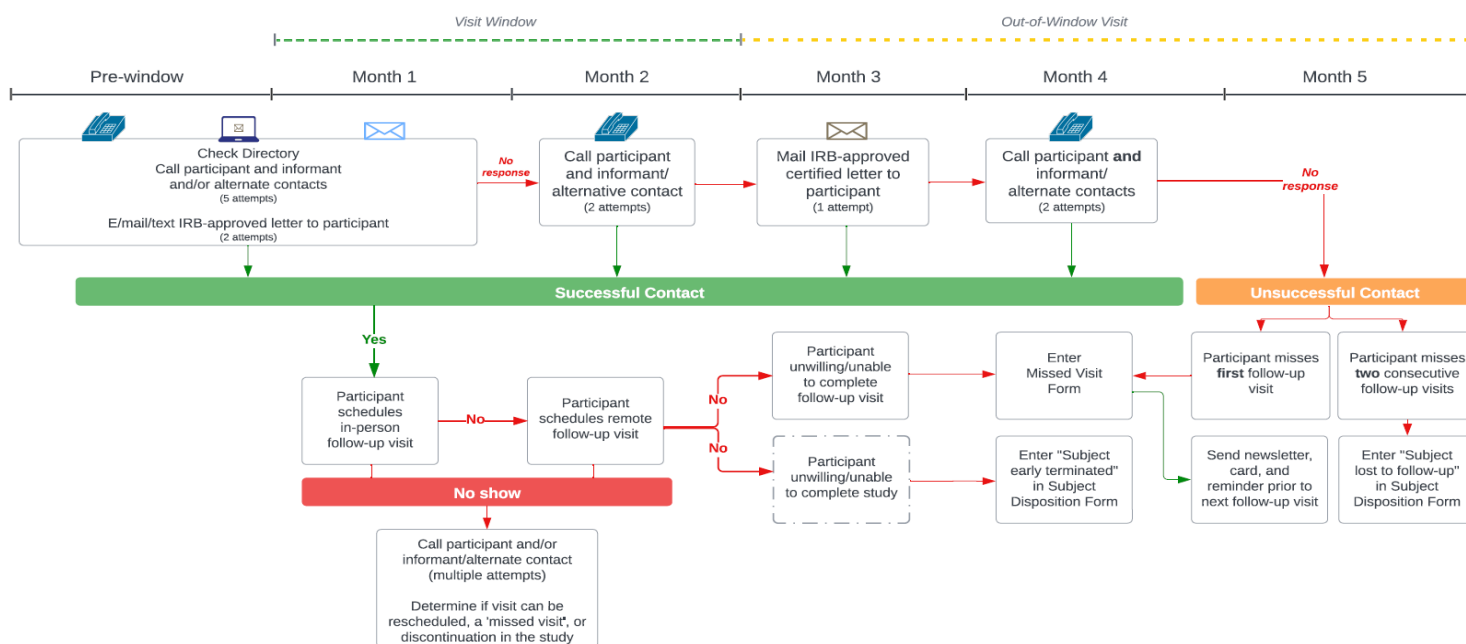 Visit Window
Out-of-Window Visit
Pre-window
Month 1
Month 2
Month 3
Month 4
Month 5
Check Directory
Call participant and informant
and/or alternate contacts
(5 attempts)
E/mail/text IRB-approved letter to participant
(2 attempts)
No
response
Call participant
and informant/
alternative contact
(2 attempts)
Mail IRB-approved
certified letter to
participant
(1 attempt)
Call participant and
informant/
alternate contacts
(2 attempts)
No
response
Successful Contact
Unsuccessful Contact
Yes
Participant
schedules
in-person
follow-up visit
No
Participant
schedules remote
follow-up visit
No
No
Participant
unwilling/unable
to complete
follow-up visit
Enter
Missed Visit
Form
Participant misses
first follow-up
visit
Participant misses
two consecutive
follow-up visits
Participant
unwilling/unable
to complete study
Enter "Subject
early terminated"
in Subject
Disposition Form
Send newsletter,
card, and
reminder prior to
next follow-up visit
Enter "Subject
lost to follow-up"
in Subject
Disposition Form
No show
Call participant and/or
informant/alternate contact
(multiple attempts)
Determine if visit can be
rescheduled, a 'missed visit', or
discontinuation in the study